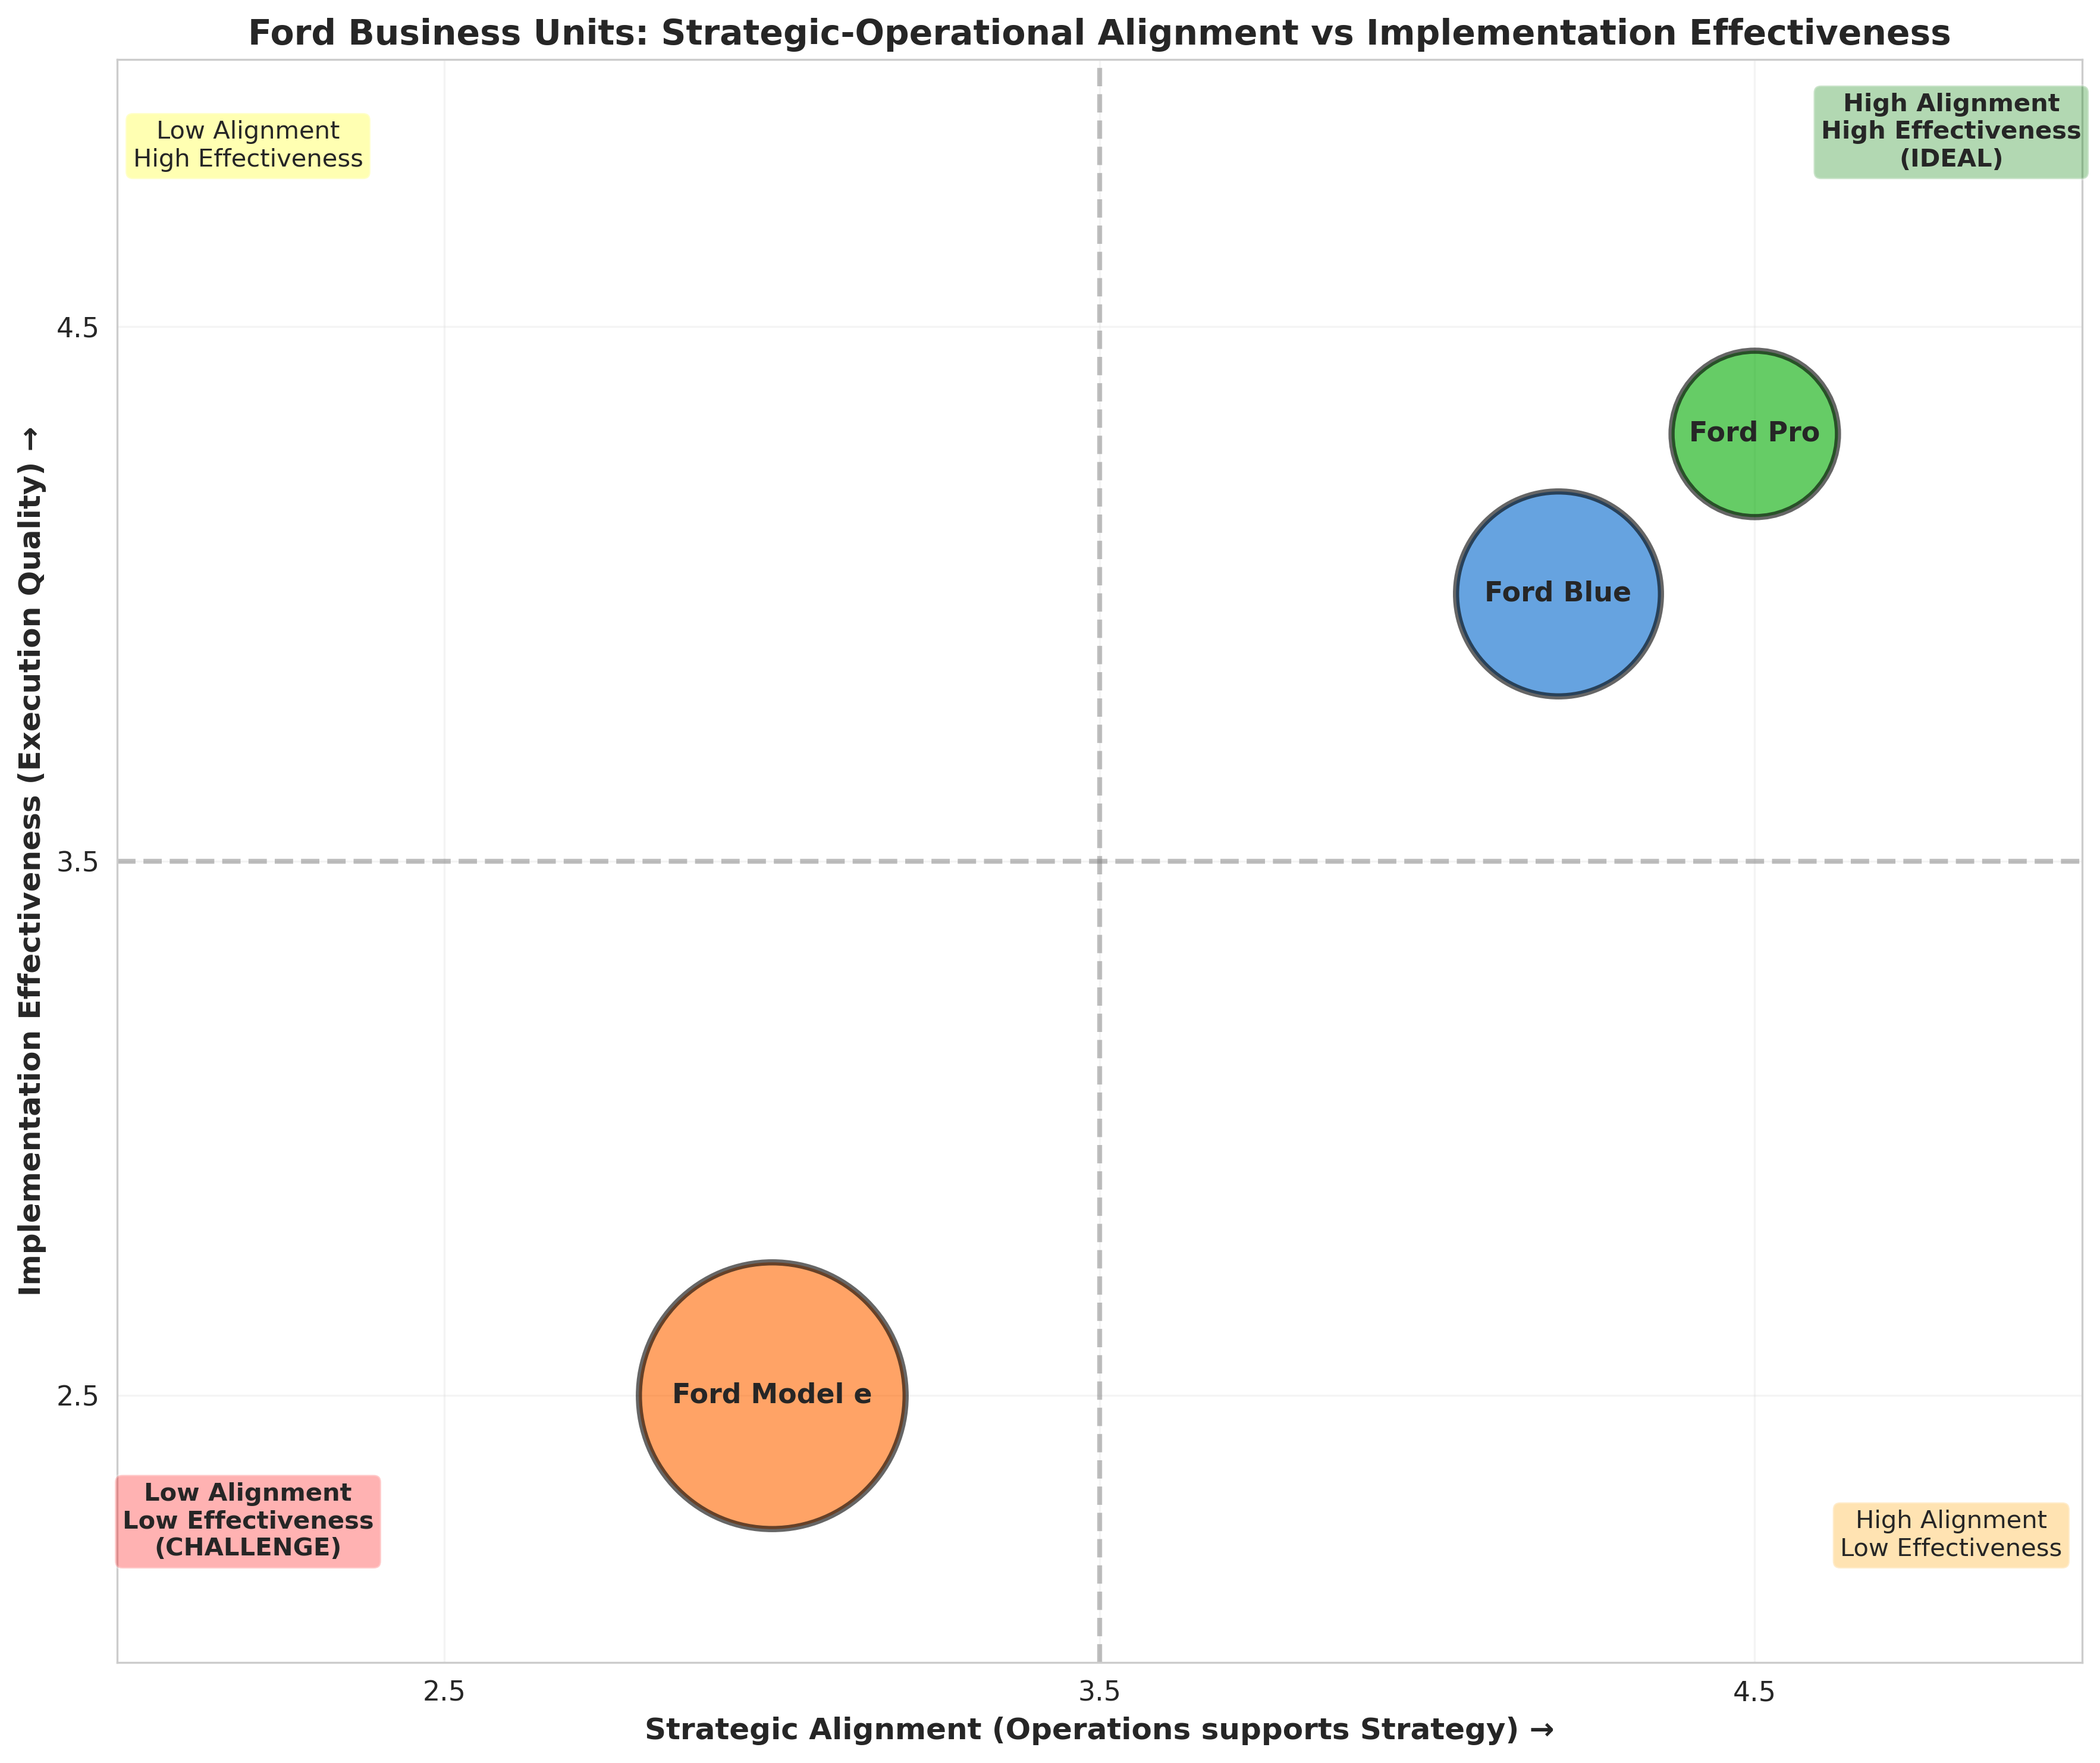 Ford Business Units: Strategic-Operational Alignment vs Implementation Effectiveness
Low Alignment
High Effectiveness
High Alignment
High Effectiveness
(IDEAL)
4.5
Ford Pro
Ford Blue
Implementation Effectiveness (Execution Quality) →
3.5
Ford Model e
2.5
Low Alignment
Low Effectiveness
(CHALLENGE)
High Alignment
Low Effectiveness
2.5
3.5
4.5
Strategic Alignment (Operations supports Strategy) →